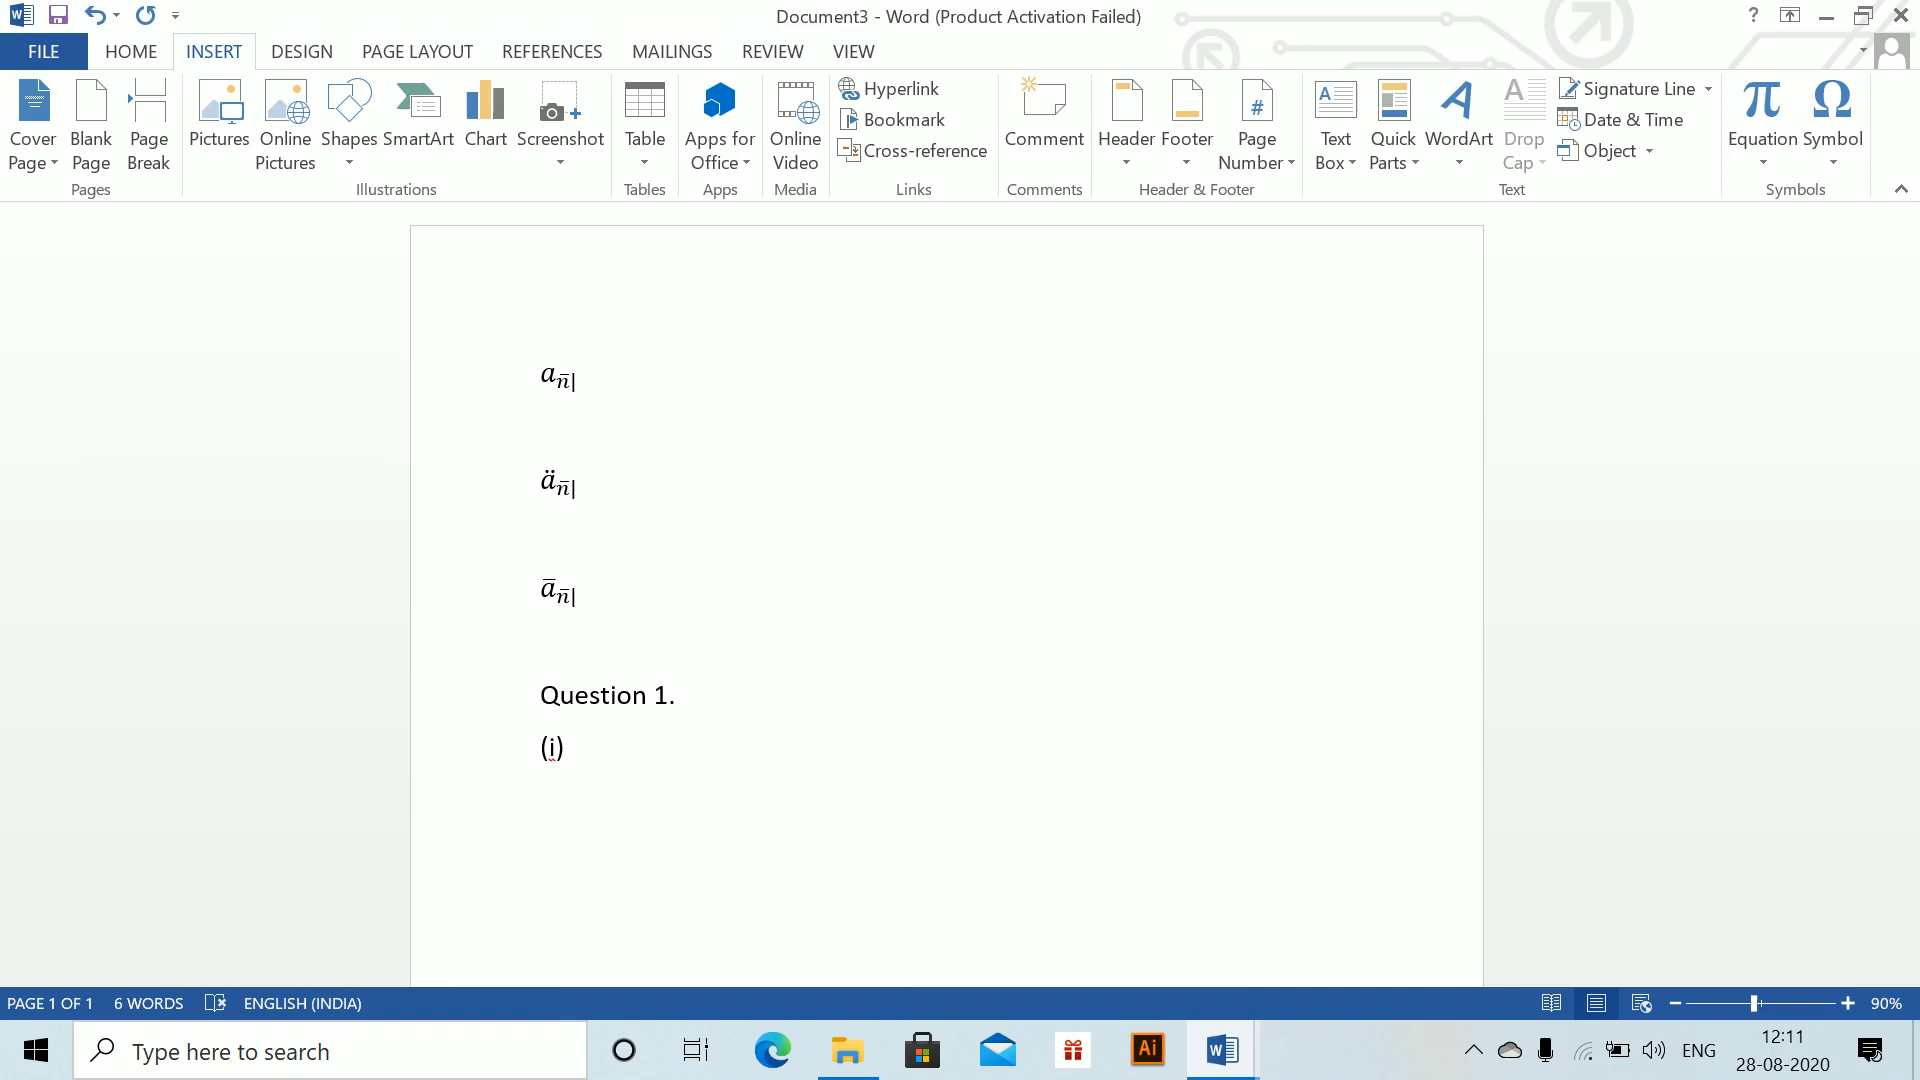 Document3 - Word (Product Activation Failed)
?
FILE HOME INSERT DESIGN PAGE LAYOUT REFERENCES MAILINGS REVIEW VIEW
Cover Page
Blank Page
Page Break
Pages
Pictures
Online Pictures
Shapes
SmartArt
Chart
Screenshot
Illustrations
Table
Tables
Apps for Office
Apps
Online Video
Media
Hyperlink
Bookmark
Cross-reference
Links
Comment
Comments
Header
Footer
Page Number
Header & Footer
Text Box
Quick Parts
WordArt
Drop Cap
Signature Line
Date & Time
Object
Text
π Equation
Ω Symbol
Symbols
a_n̄|
ä_n̄|
ā_n̄|
Question 1.
(i)
PAGE 1 OF 1 6 WORDS ENGLISH (INDIA) 90%
Type here to search
Ai
ENG
12:11
28-08-2020